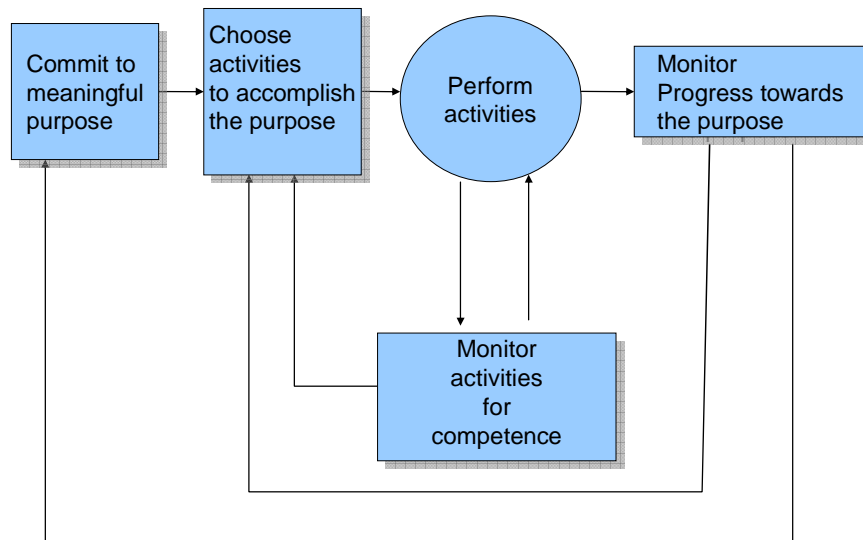 Commit to
meaningful
purpose
Choose
activities
to accomplish
the purpose
Perform
activities
Monitor
Progress towards
the purpose
Monitor
activities
for
competence